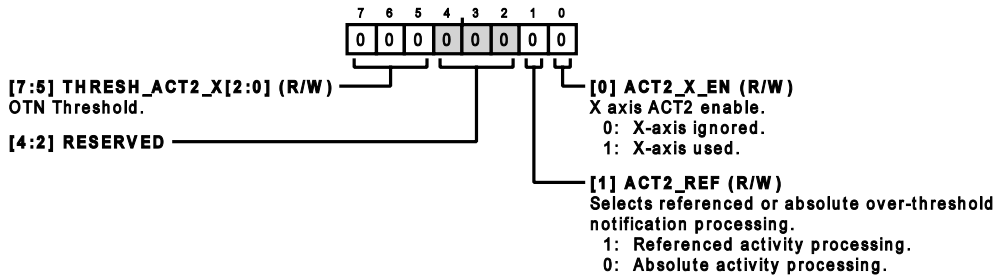 7 6 5 4 3 2 1 0
0 0 0 0 0 0 0 0
[7:5] THRESH_ACT2_X[2:0] (R/W)
OTN Threshold.
[4:2] RESERVED
[0] ACT2_X_EN (R/W)
X axis ACT2 enable.
0: X-axis ignored.
1: X-axis used.
[1] ACT2_REF (R/W)
Selects referenced or absolute over-threshold
notification processing.
1: Referenced activity processing.
0: Absolute activity processing.